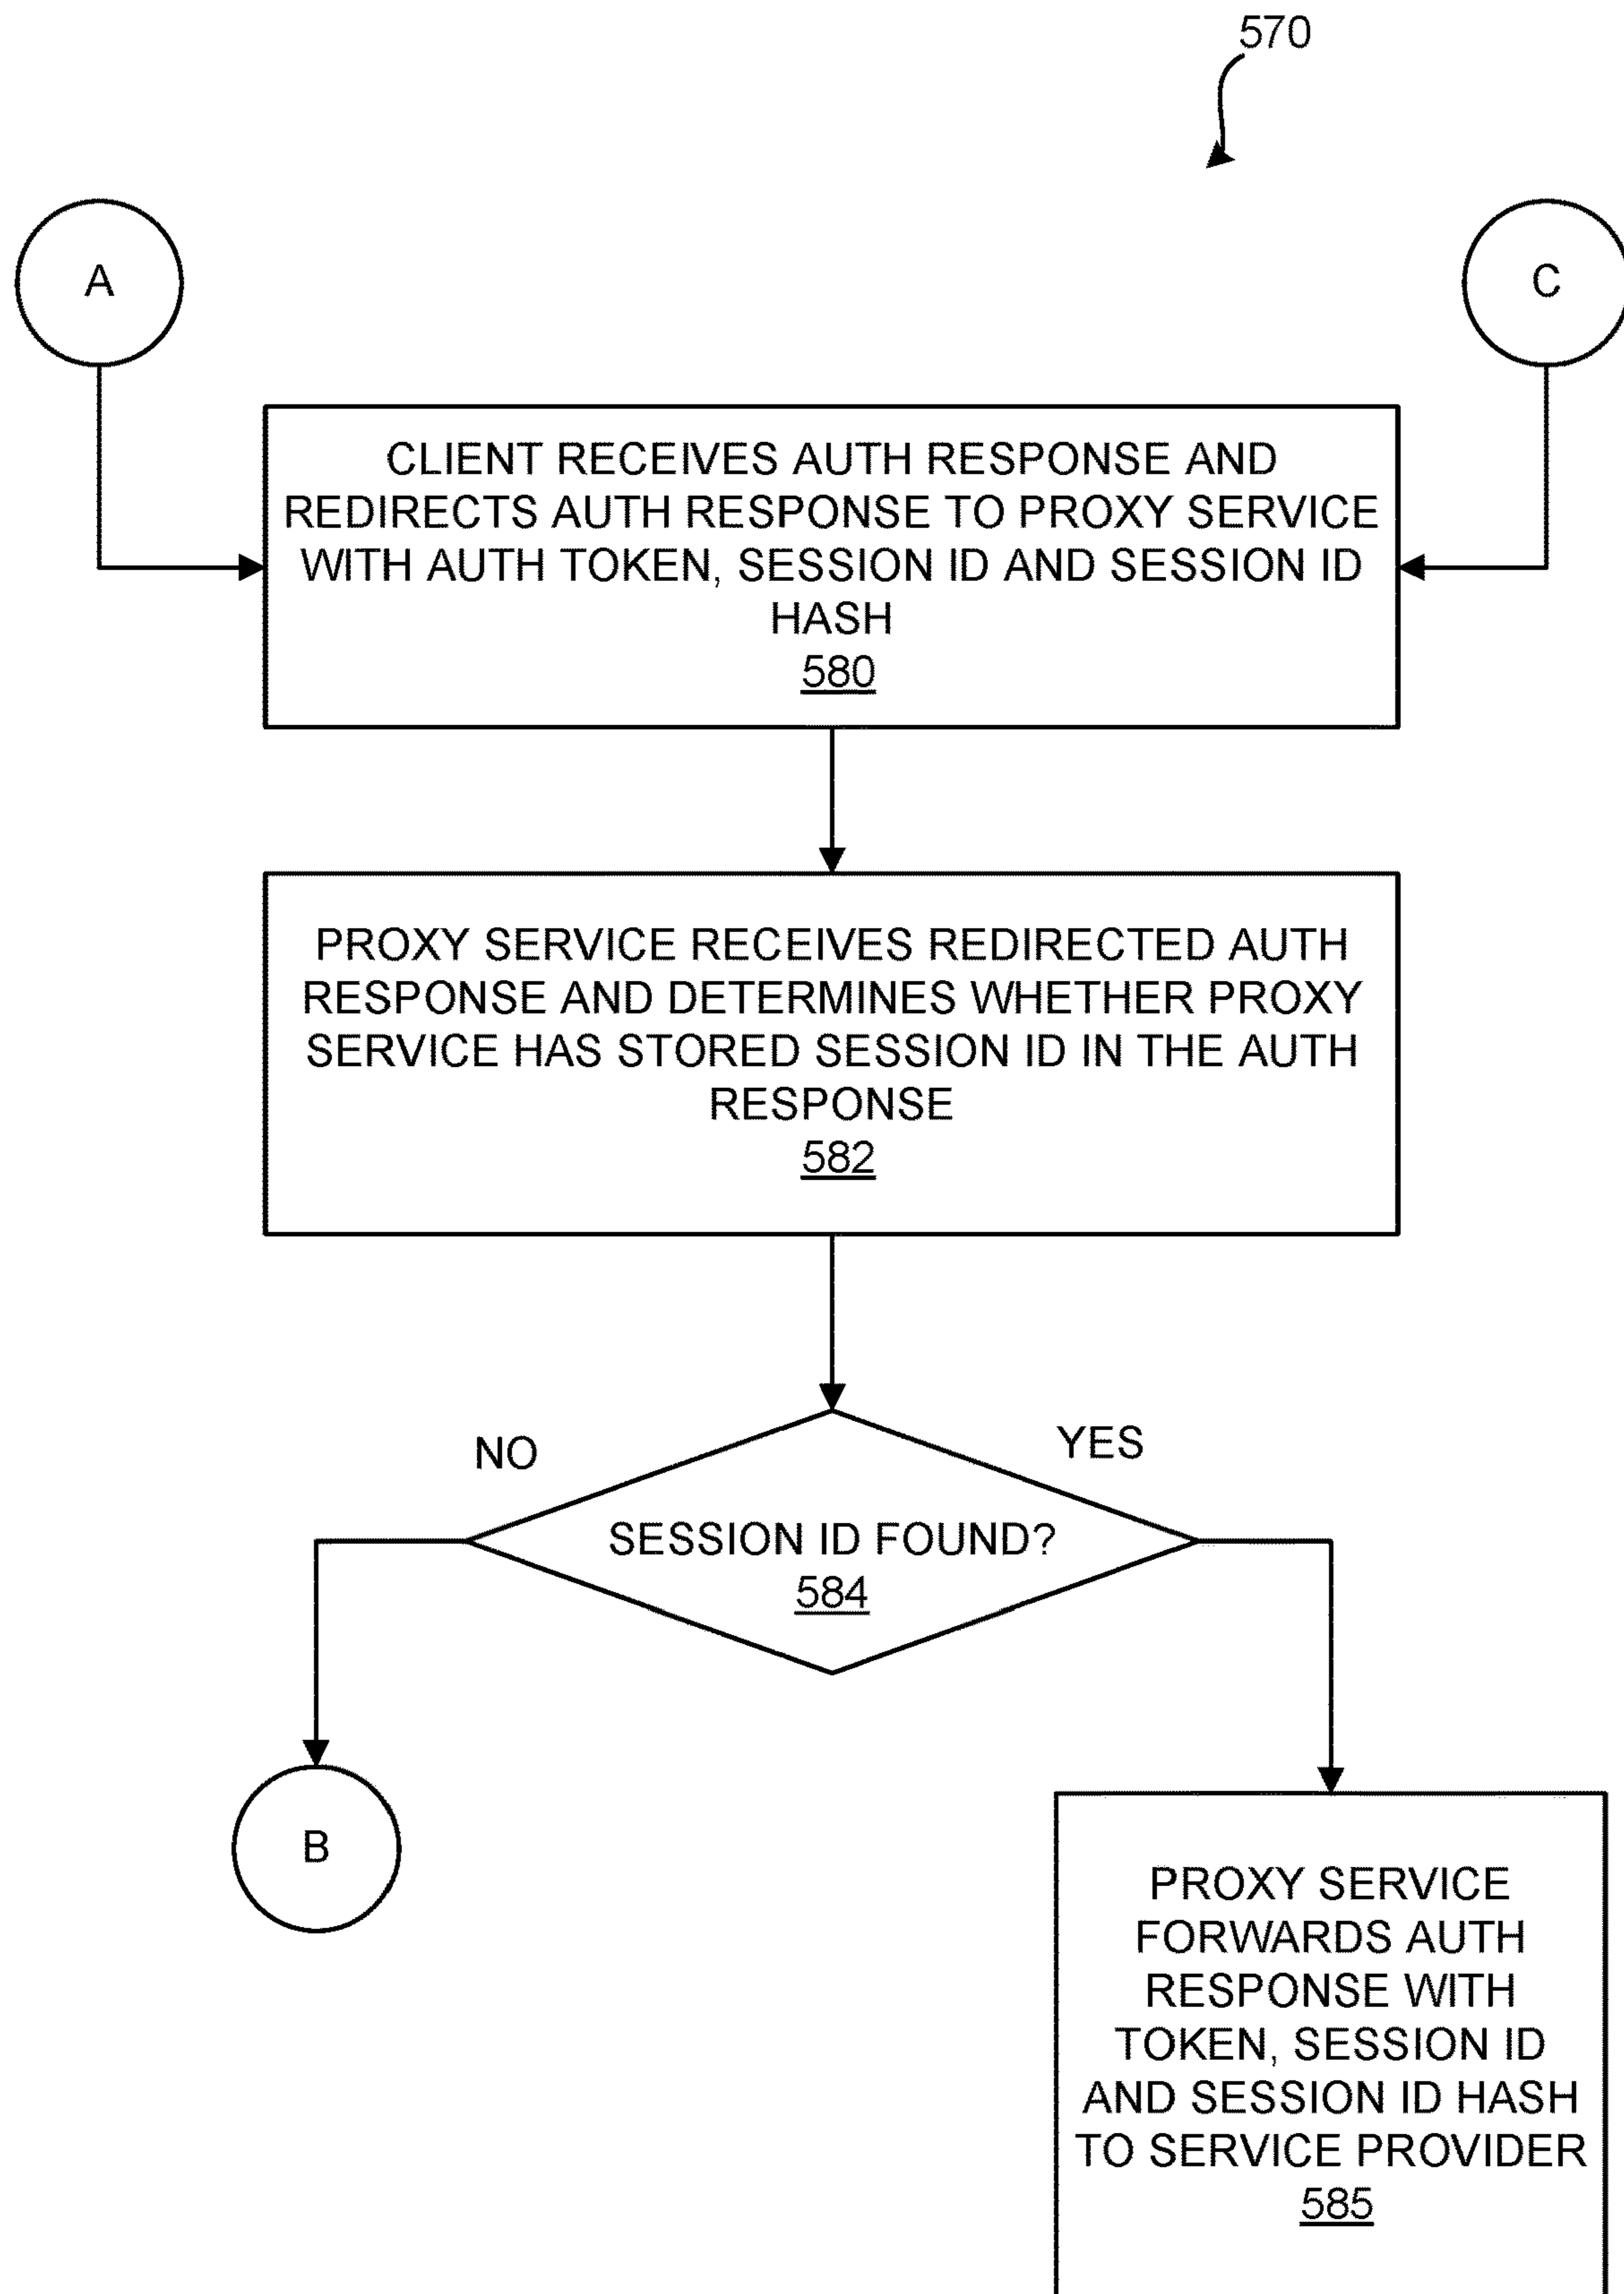 570
A
C
CLIENT RECEIVES AUTH RESPONSE AND
REDIRECTS AUTH RESPONSE TO PROXY SERVICE
WITH AUTH TOKEN, SESSION ID AND SESSION ID
HASH
580
PROXY SERVICE RECEIVES REDIRECTED AUTH
RESPONSE AND DETERMINES WHETHER PROXY
SERVICE HAS STORED SESSION ID IN THE AUTH
RESPONSE
582
NO
YES
SESSION ID FOUND?
584
B
PROXY SERVICE
FORWARDS AUTH
RESPONSE WITH
TOKEN, SESSION ID
AND SESSION ID HASH
TO SERVICE PROVIDER
585